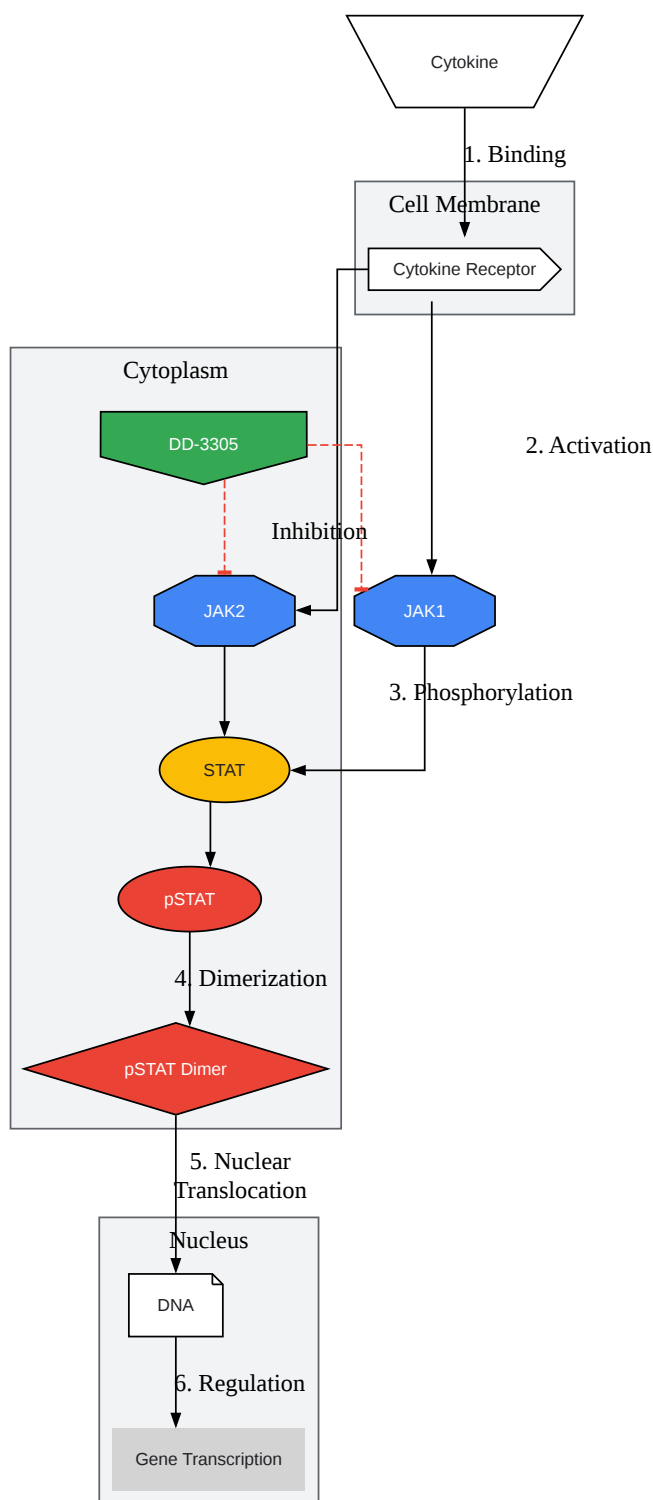 Cytokine
1. Binding
Cell Membrane
Cytokine Receptor
Cytoplasm
DD-3305
2. Activation
Inhibition
JAK2
JAK1
3. Phosphorylation
STAT
pSTAT
4. Dimerization
pSTAT Dimer
5. Nuclear
Translocation
Nucleus
DNA
6. Regulation
Gene Transcription